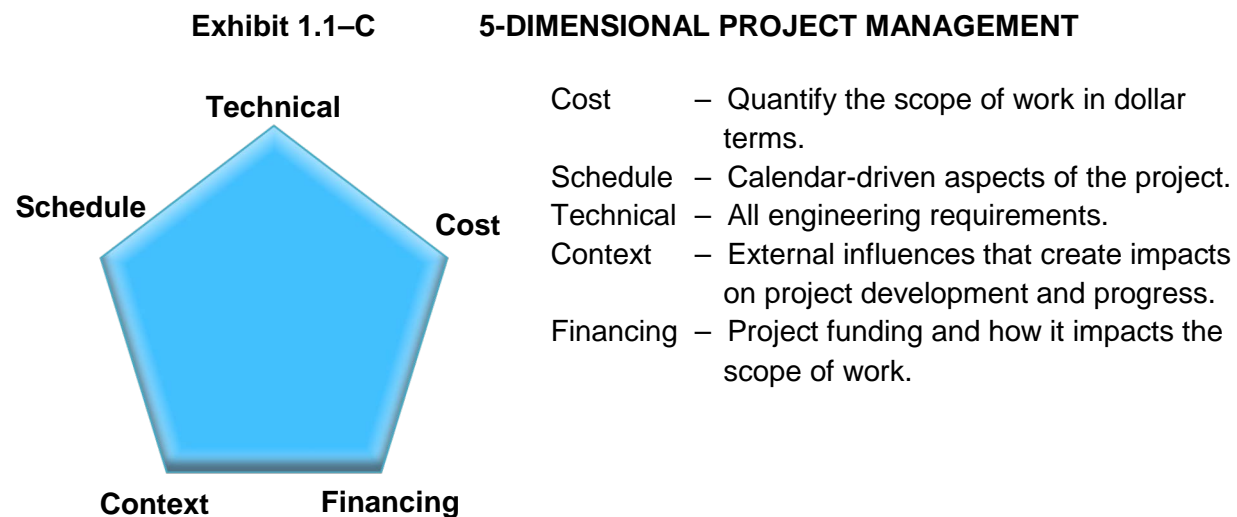 Exhibit 1.1–C 5-DIMENSIONAL PROJECT MANAGEMENT
Technical
Schedule
Cost
Context
Financing
Cost – Quantify the scope of work in dollar
terms.
Schedule – Calendar-driven aspects of the project.
Technical – All engineering requirements.
Context – External influences that create impacts
on project development and progress.
Financing – Project funding and how it impacts the
scope of work.